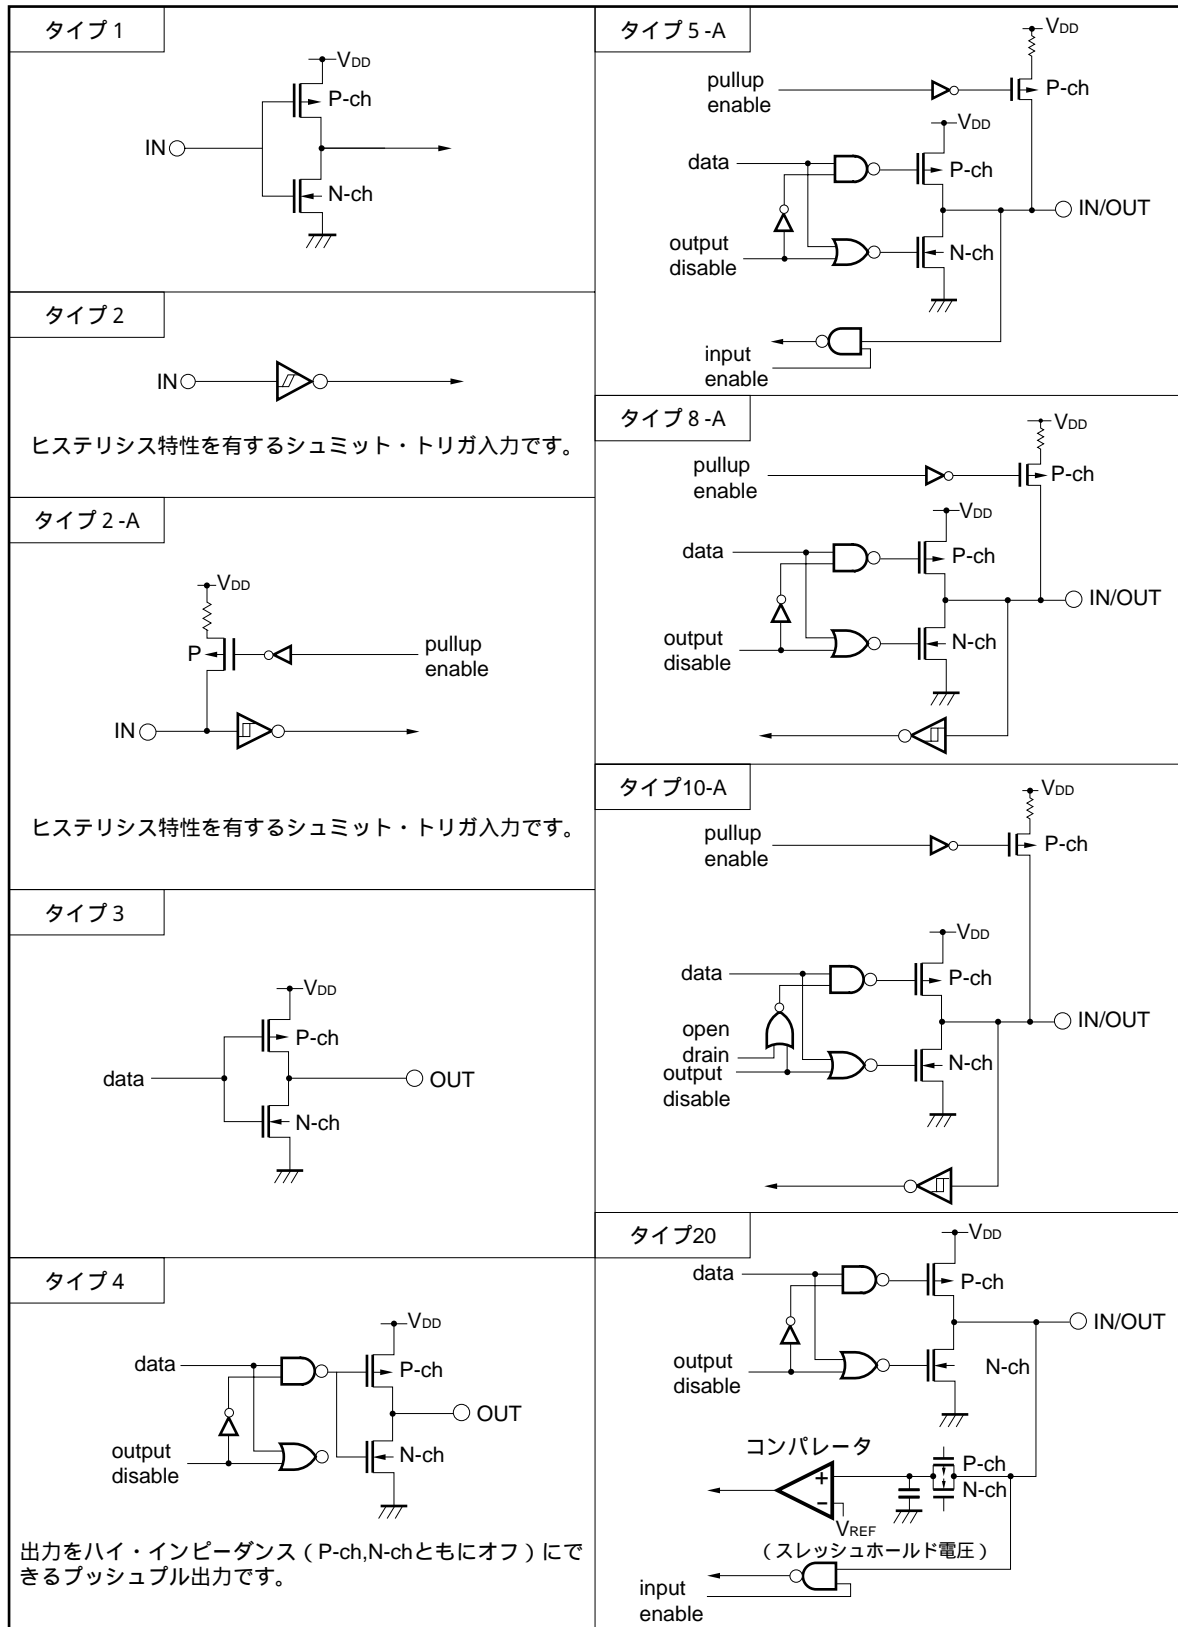 タイプ 1
VDD
P-ch
IN
N-ch
タイプ 2
IN
ヒステリシス特性を有するシュミット・トリガ入力です。
タイプ 2 -A
VDD
P
pullup
enable
IN
ヒステリシス特性を有するシュミット・トリガ入力です。
タイプ 3
VDD
P-ch
data
OUT
N-ch
タイプ 4
VDD
data
P-ch
OUT
output
disable
N-ch
出力をハイ・インピーダンス（P-ch,N-chともにオフ）にで
きるプッシュプル出力です。
タイプ 5 -A
VDD
pullup
enable
P-ch
VDD
data
P-ch
IN/OUT
output
disable
N-ch
input
enable
タイプ 8 -A
VDD
pullup
enable
P-ch
VDD
data
P-ch
IN/OUT
output
disable
N-ch
タイプ10-A
VDD
pullup
enable
P-ch
VDD
data
P-ch
IN/OUT
open
drain
output
disable
N-ch
タイプ20
VDD
data
P-ch
IN/OUT
output
disable
N-ch
コンパレータ
P-ch
N-ch
+
−
VREF
（スレッシュホールド電圧）
input
enable